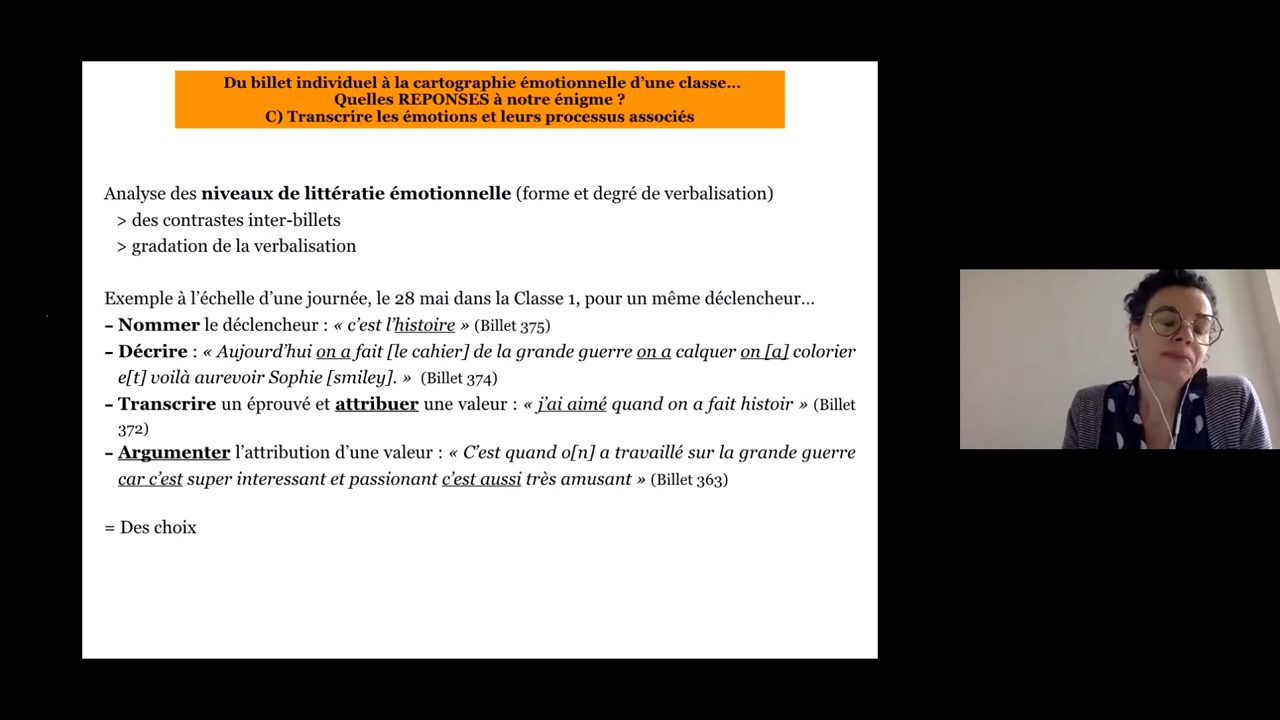 Du billet individuel à la cartographie émotionnelle d'une classe...
Quelles REPONSES à notre énigme ?
C) Transcrire les émotions et leurs processus associés
Analyse des niveaux de littératie émotionnelle (forme et degré de verbalisation)
> des contrastes inter-billets
> gradation de la verbalisation
Exemple à l'échelle d'une journée, le 28 mai dans la Classe 1, pour un même déclencheur…
– Nommer le déclencheur : « c'est l'histoire » (Billet 375)
– Décrire : « Aujourd'hui on a fait [le cahier] de la grande guerre on a calquer on [a] colorier
e[t] voilà aurevoir Sophie [smiley]. » (Billet 374)
– Transcrire un éprouvé et attribuer une valeur : « j'ai aimé quand on a fait histoir » (Billet
372)
– Argumenter l'attribution d'une valeur : « C'est quand o[n] a travaillé sur la grande guerre
car c'est super interessant et passionant c'est aussi très amusant » (Billet 363)
= Des choix